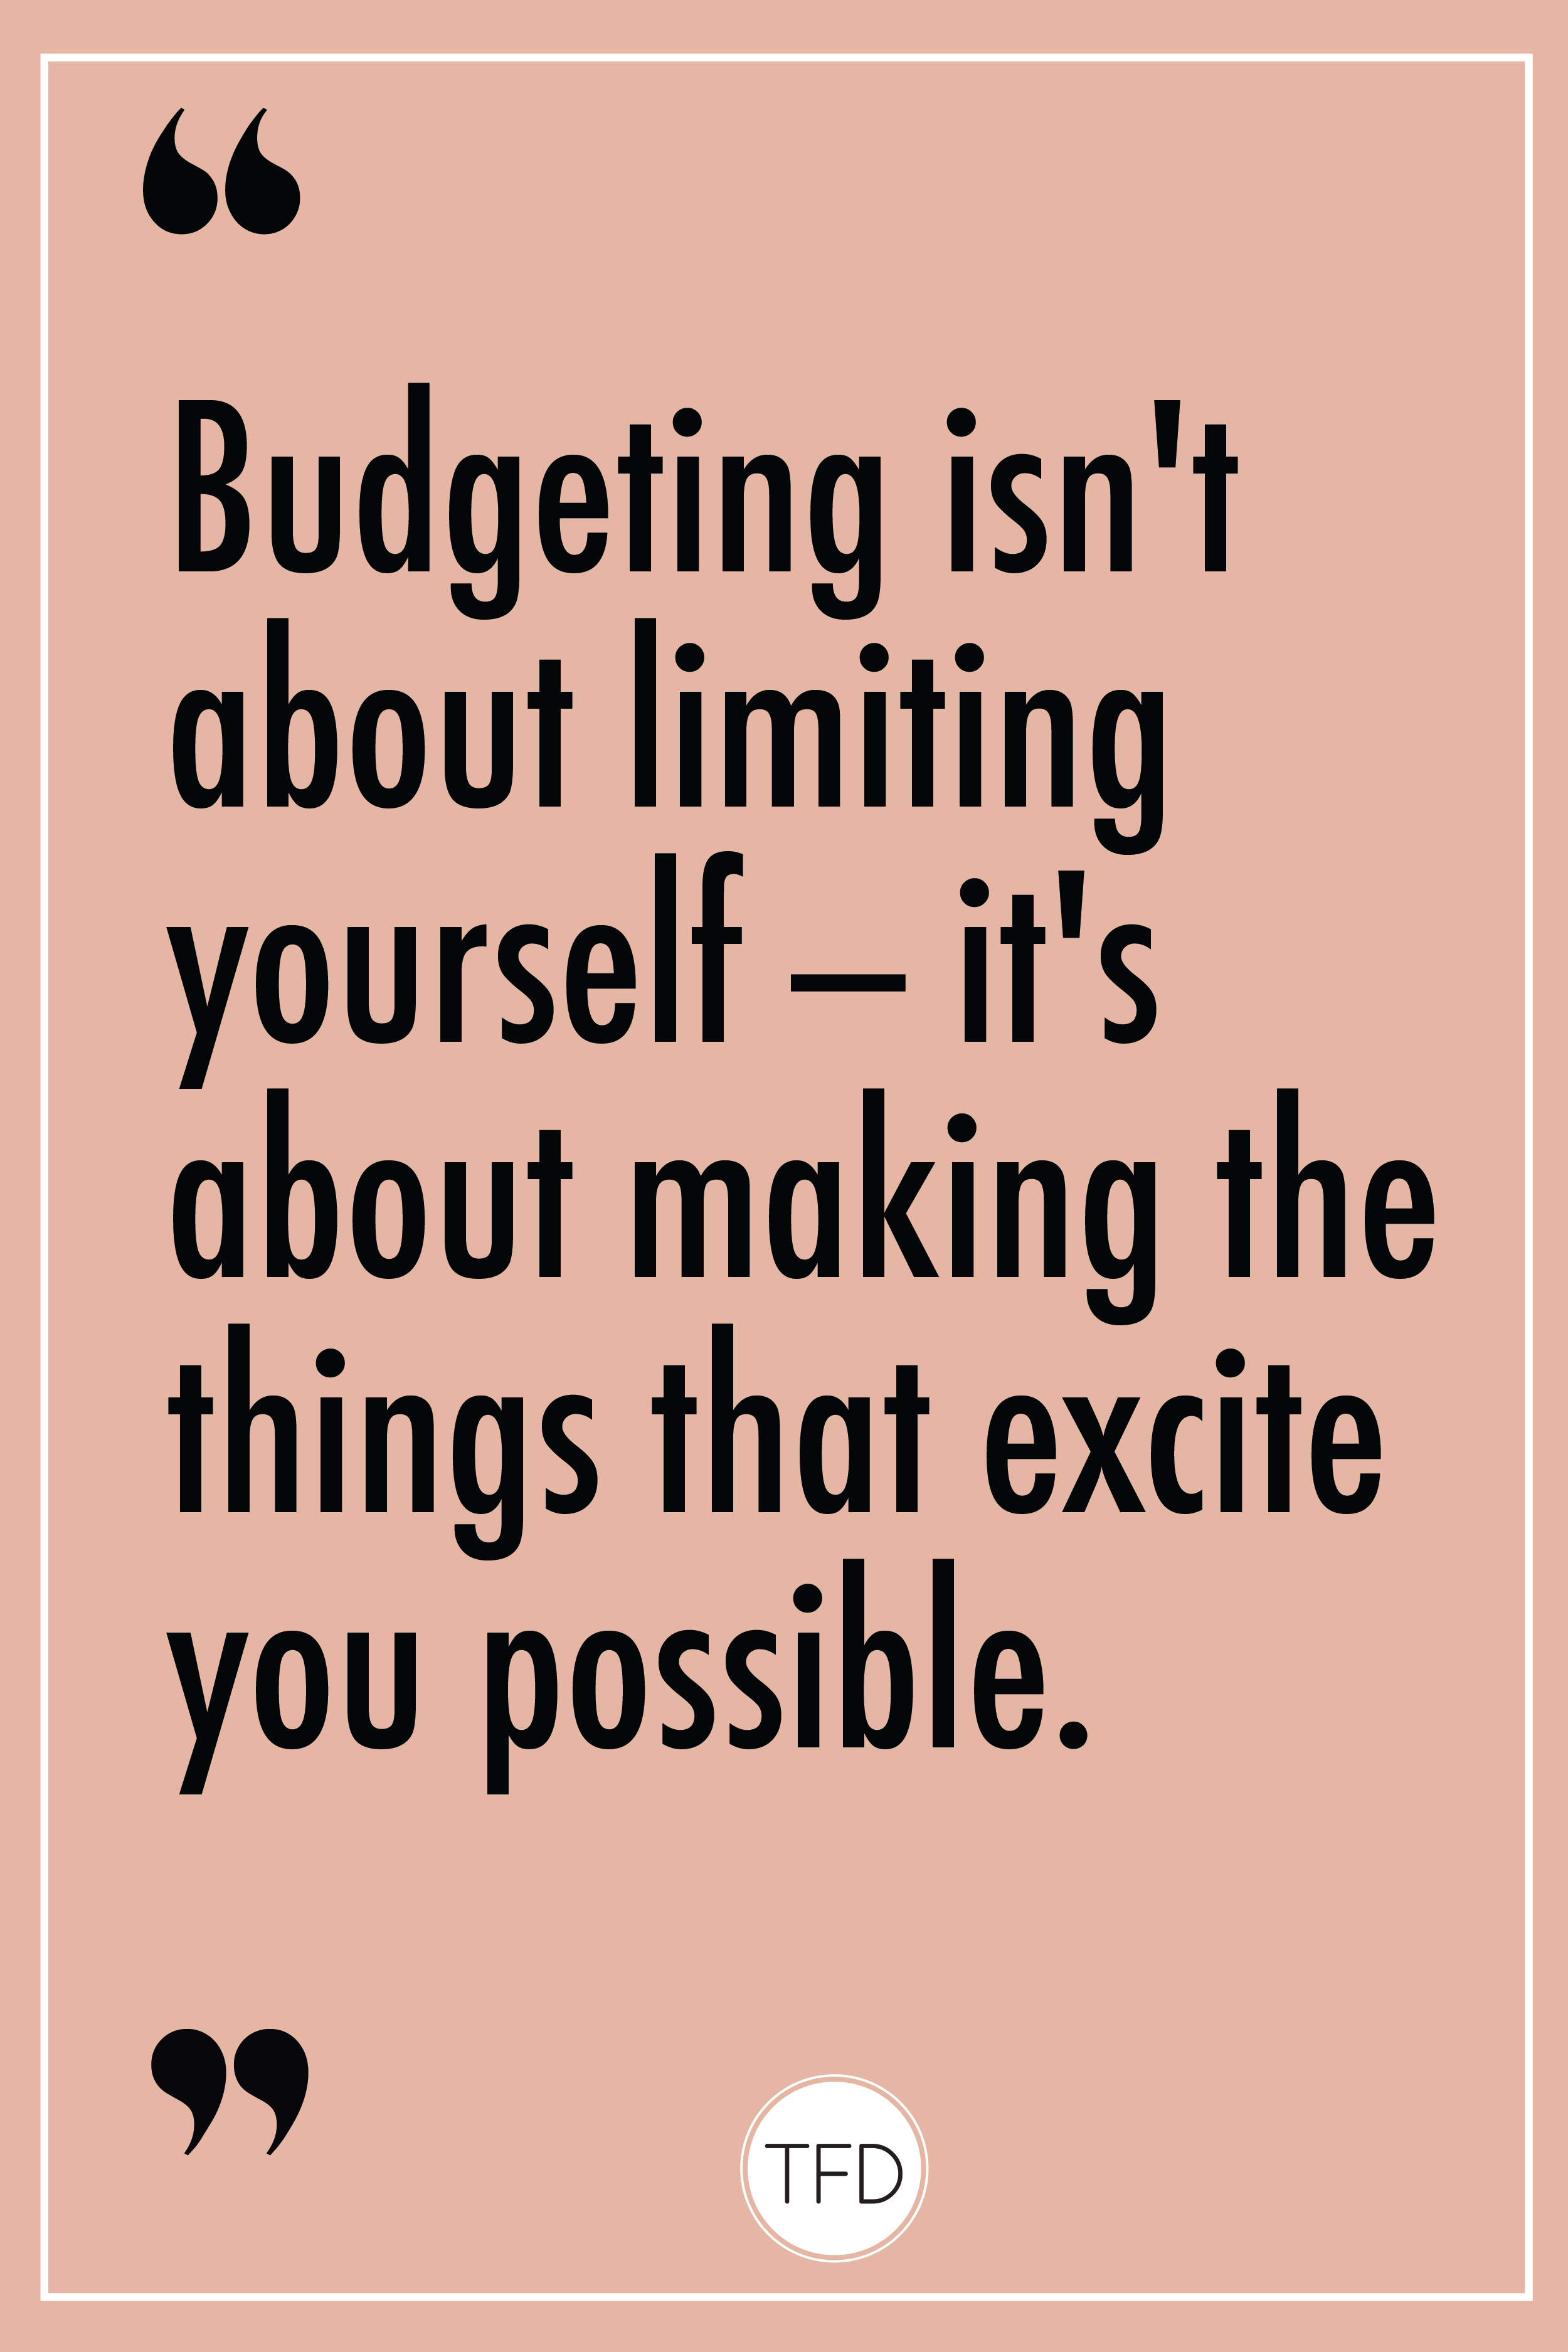 “
Budgeting isn't
about limiting
yourself – it's
about making the
things that excite
you possible.
”
TFD